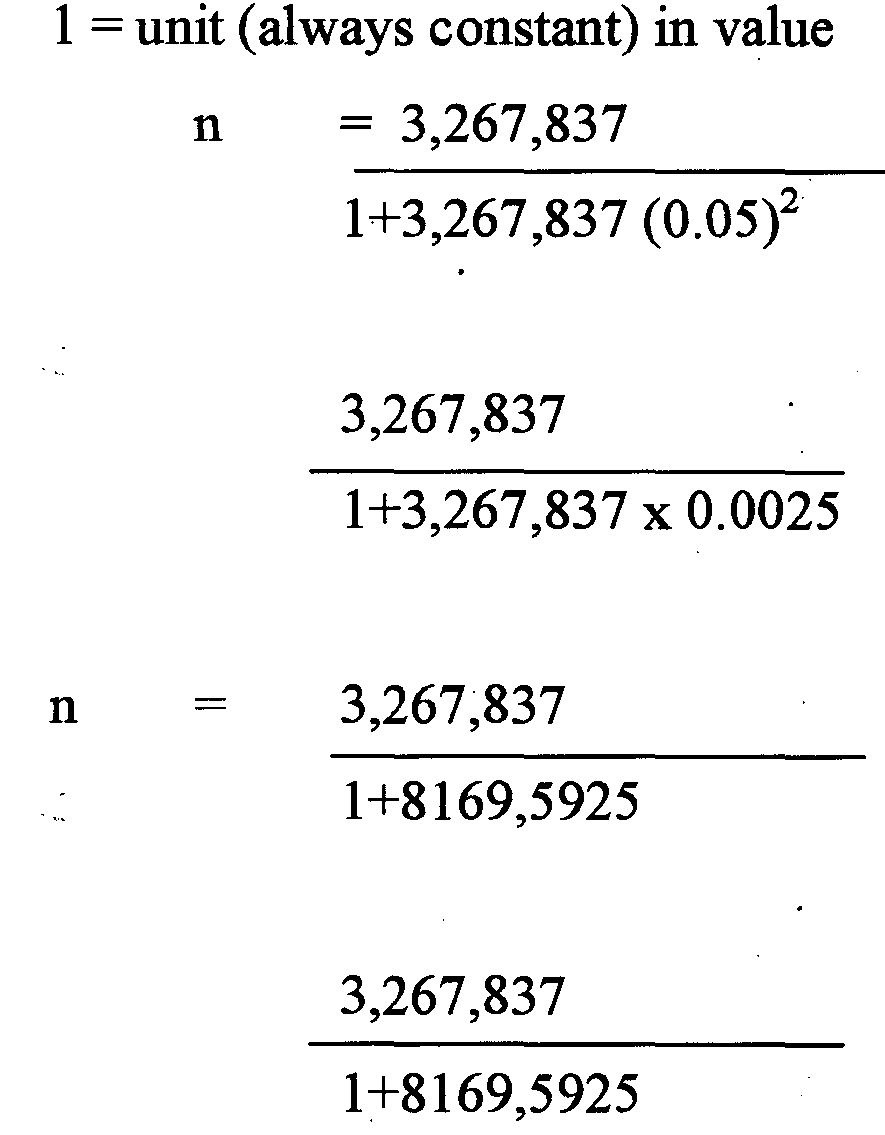 1 = unit (always constant) in value
n = 3,267,837
1+3,267,837 (0.05)²
3,267,837
1+3,267,837 x 0.0025
n = 3,267,837
1+8169,5925
3,267,837
1+8169,5925